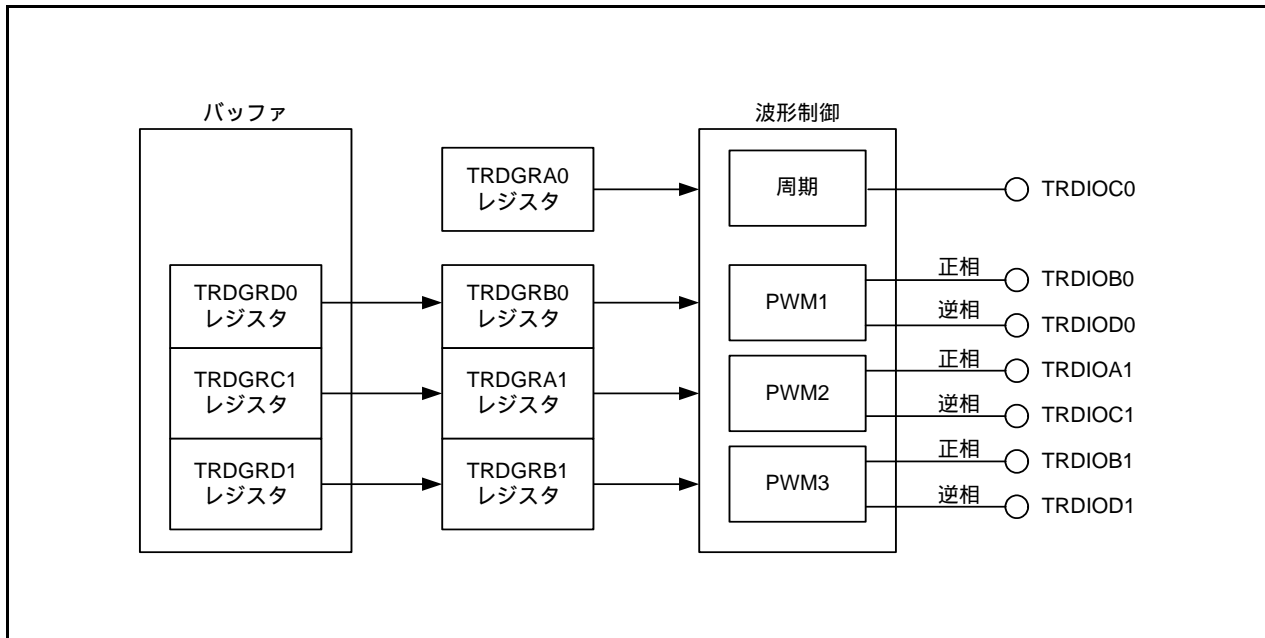 バッファ
波形制御
TRDGRA0
レジスタ
周期
TRDIOC0
TRDGRD0
レジスタ
TRDGRB0
レジスタ
PWM1
正相
TRDIOB0
逆相
TRDIOD0
TRDGRC1
レジスタ
TRDGRA1
レジスタ
PWM2
正相
TRDIOA1
逆相
TRDIOC1
TRDGRD1
レジスタ
TRDGRB1
レジスタ
PWM3
正相
TRDIOB1
逆相
TRDIOD1